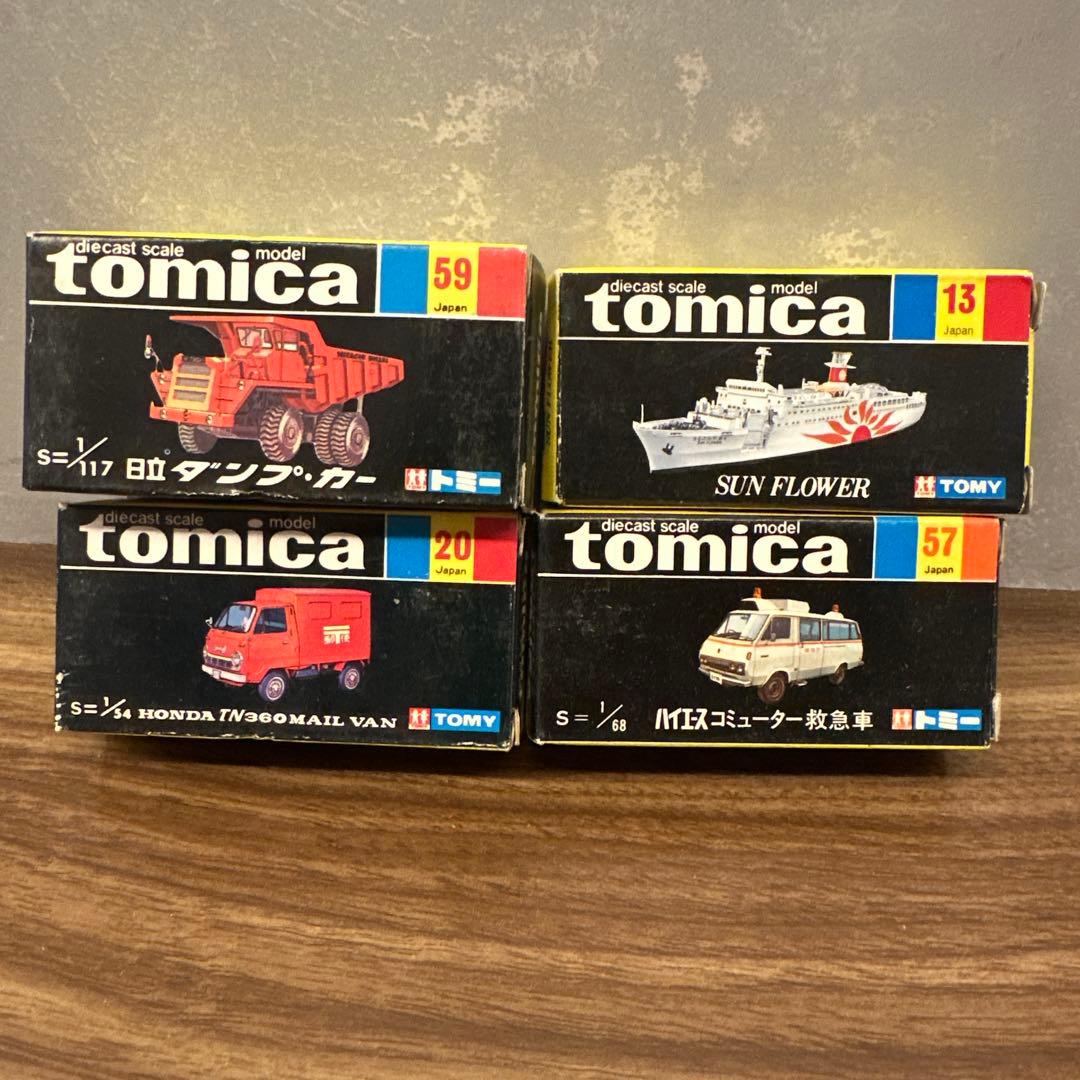 diecast scale model
tomica
59
Japan
HITACHI
S=1/117 日立 ダンプ・カー
トミー
diecast scale model
tomica
13
Japan
SUN FLOWER
TOMY
diecast scale model
tomica
20
Japan
S=1/54 HONDA TN360 MAIL VAN
TOMY
diecast scale model
tomica
57
Japan
S=1/68 ハイエースコミューター救急車
トミー